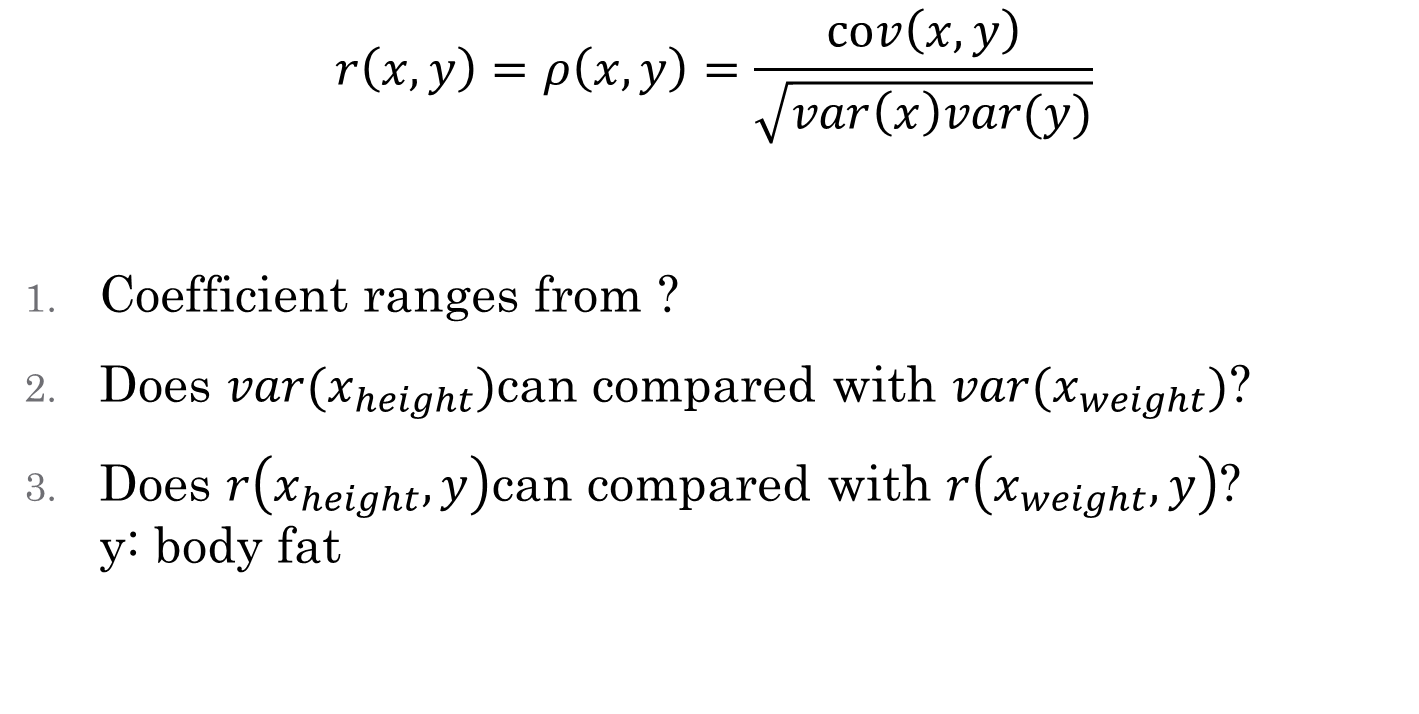 r(x, y) = ρ(x, y) = cov(x, y) / √var(x)var(y)
1. Coefficient ranges from ?
2. Does var(x_height)can compared with var(x_weight)?
3. Does r(x_height, y)can compared with r(x_weight, y)?
y: body fat